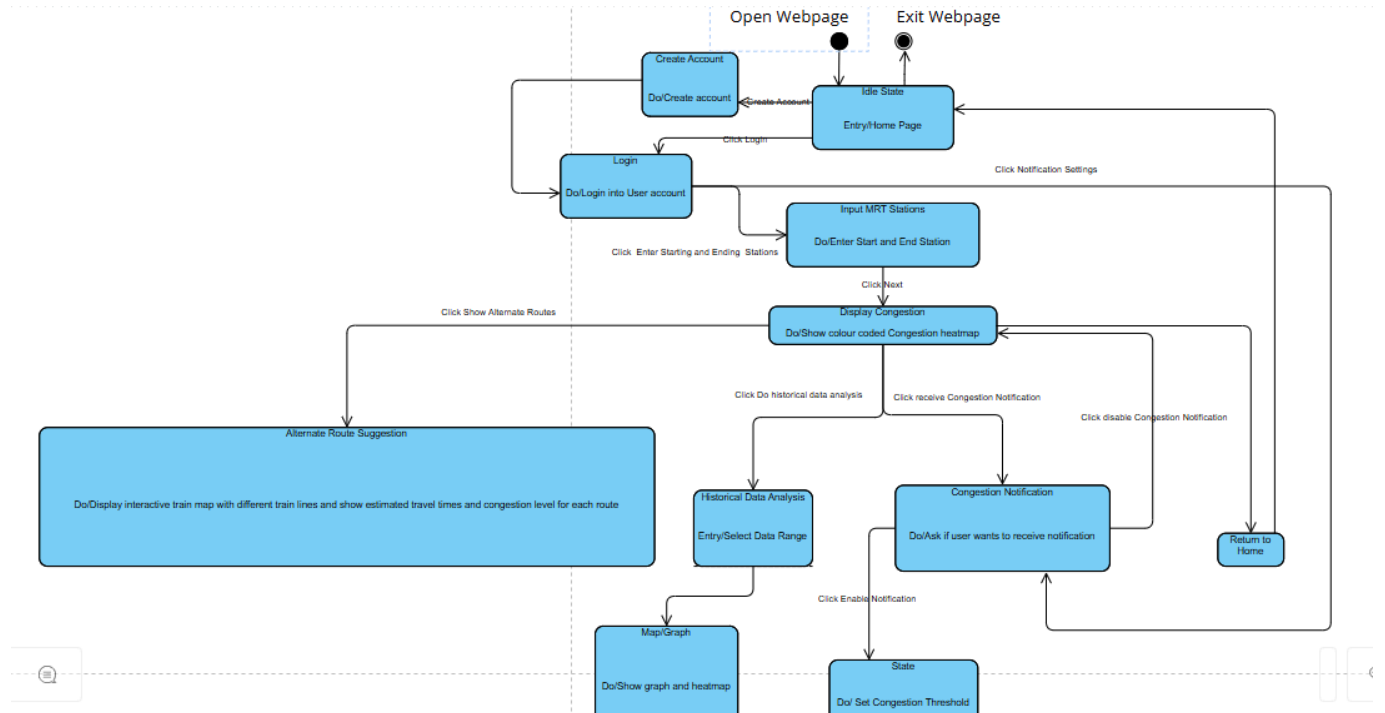 Open Webpage
Exit Webpage
Create Account
Do/Create account
Create Account
Idle State
Entry/Home Page
Click Login
Login
Do/Login into User account
Click Notification Settings
Input MRT Stations
Do/Enter Start and End Station
Click Enter Starting and Ending Stations
Click Next
Display Congestion
Do/Show colour coded Congestion heatmap
Click Show Alternate Routes
Click Do historical data analysis
Click receive Congestion Notification
Click disable Congestion Notification
Alternate Route Suggestion
Do/Display interactive train map with different train lines and show estimated travel times and congestion level for each route
Historical Data Analysis
Entry/Select Data Range
Congestion Notification
Do/Ask if user wants to receive notification
Return to
Home
Click Enable Notification
Map/Graph
Do/Show graph and heatmap
State
Do/ Set Congestion Threshold